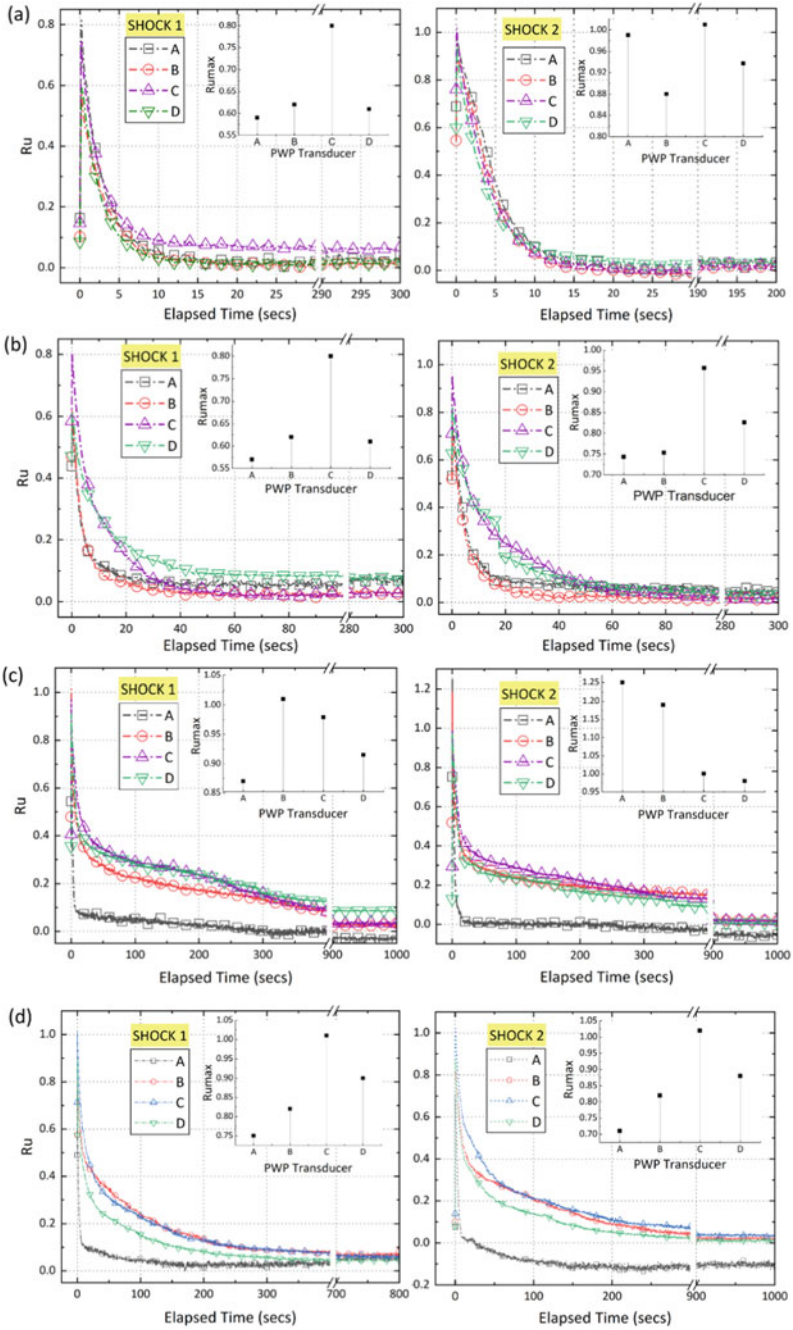 (a)
SHOCK 1
A
B
C
D
Ru
0.8
0.6
0.4
0.2
0.0
0 5 10 15 20 25 290 295 300
Elapsed Time (secs)
Rumax
0.80
0.75
0.70
0.65
0.60
0.55
A B C D
PWP Transducer
SHOCK 2
A
B
C
D
1.0
0.8
0.6
0.4
0.2
0.0
0 5 10 15 20 25 190 195 200
Elapsed Time (secs)
Rumax
1.00
0.96
0.92
0.88
0.84
0.80
A B C D
PWP Transducer
(b)
SHOCK 1
A
B
C
D
Ru
0.8
0.6
0.4
0.2
0.0
0 20 40 60 80 280 300
Elapsed Time (secs)
Rumax
0.80
0.75
0.70
0.65
0.60
0.55
A B C D
PWP Transducer
SHOCK 2
A
B
C
D
1.0
0.8
0.6
0.4
0.2
0.0
0 20 40 60 80 280 300
Elapsed Time (secs)
Rumax
1.00
0.95
0.90
0.85
0.80
0.75
0.70
A B C D
PWP Transducer
(c)
SHOCK 1
A
B
C
D
Ru
1.0
0.8
0.6
0.4
0.2
0.0
0 100 200 300 900 1000
Elapsed Time (secs)
Rumax
1.05
1.00
0.95
0.90
0.85
A B C D
PWP Transducer
SHOCK 2
A
B
C
D
1.2
1.0
0.8
0.6
0.4
0.2
0.0
0 100 200 300 900 1000
Elapsed Time (secs)
Rumax
1.25
1.20
1.15
1.10
1.05
1.00
0.95
A B C D
PWP Transducer
(d)
SHOCK 1
A
B
C
D
Ru
1.0
0.8
0.6
0.4
0.2
0.0
0 100 200 300 700 800
Elapsed Time (secs)
Rumax
1.05
1.00
0.95
0.90
0.85
0.80
0.75
A B C D
PWP Transducer
SHOCK 2
A
B
C
D
1.0
0.8
0.6
0.4
0.2
0.0
0.2
0 100 200 300 900 1000
Elapsed Time (secs)
Rumax
1.05
1.00
0.95
0.90
0.85
0.80
0.75
0.70
A B C D
PWP Transducer